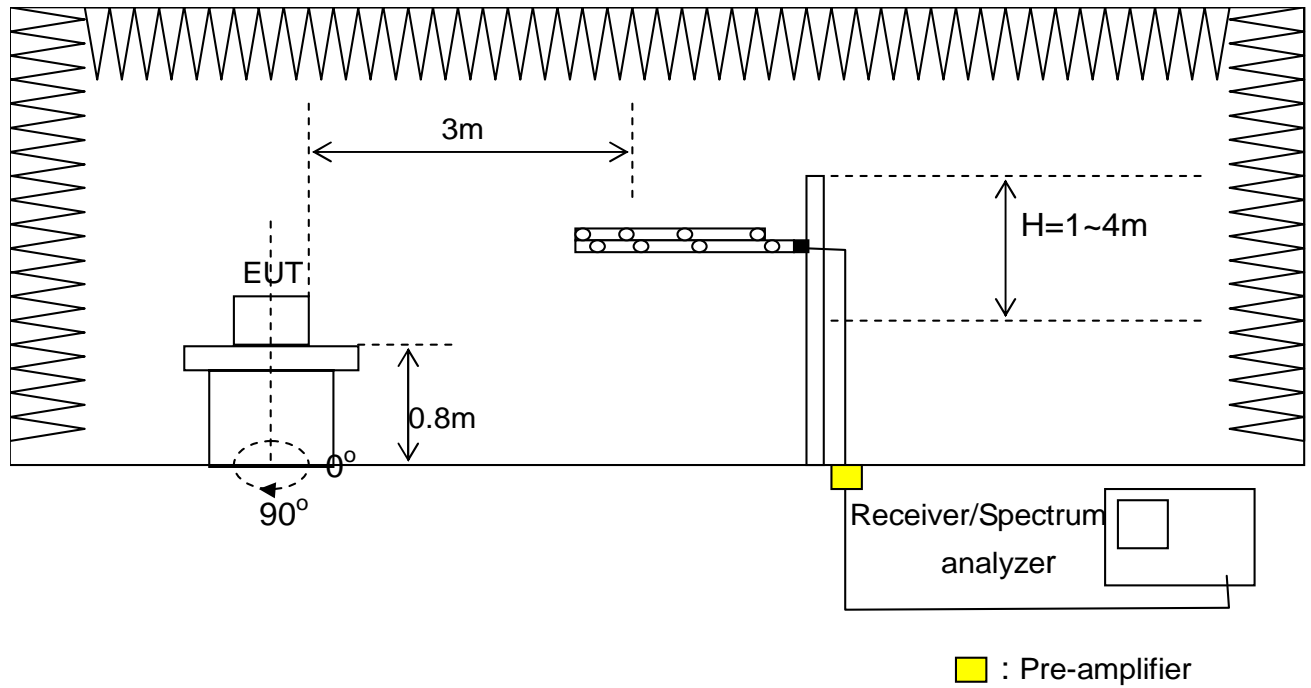 3m
H=1~4m
EUT
0.8m
0°
90°
Receiver/Spectrum
analyzer
: Pre-amplifier